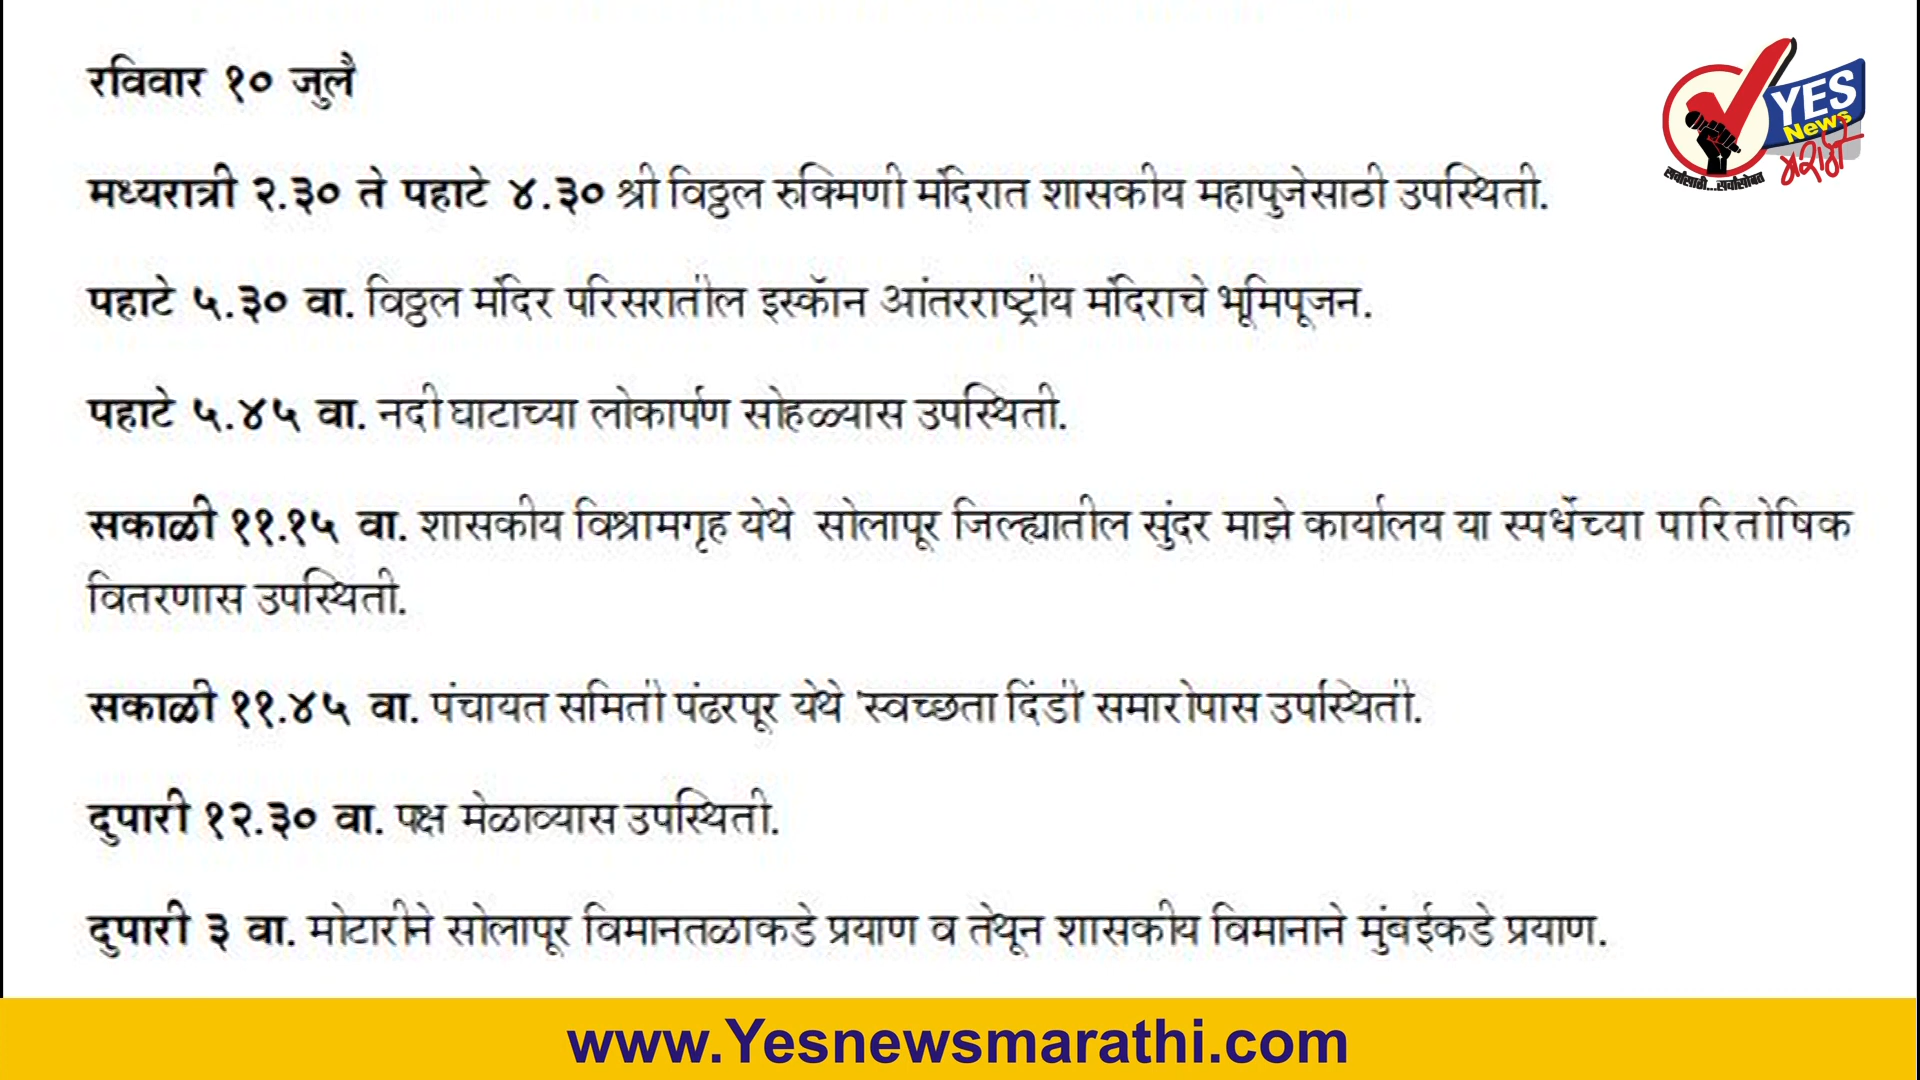 रविवार १० जुलै
YES
News
मराठी
सर्वांसाठी...सर्वांसोबत
मध्यरात्री २.३० ते पहाटे ४.३० श्री विठ्ठल रुक्मिणी मंदिरात शासकीय महापुजेसाठी उपस्थिती.
पहाटे ५.३० वा. विठ्ठल मंदिर परिसरातील इस्कॉन आंतरराष्ट्रीय मंदिराचे भूमिपूजन.
पहाटे ५.४५ वा. नदी घाटाच्या लोकार्पण सोहळ्यास उपस्थिती.
सकाळी ११.१५ वा. शासकीय विश्रामगृह येथे सोलापूर जिल्ह्यातील सुंदर माझे कार्यालय या स्पर्धेच्या पारितोषिक
वितरणास उपस्थिती.
सकाळी ११.४५ वा. पंचायत समिती पंढरपूर येथे 'स्वच्छता दिंडी' समारोपास उपस्थिती.
दुपारी १२.३० वा. पक्ष मेळाव्यास उपस्थिती.
दुपारी ३ वा. मोटारीने सोलापूर विमानतळाकडे प्रयाण व तेथून शासकीय विमानाने मुंबईकडे प्रयाण.
www.Yesnewsmarathi.com